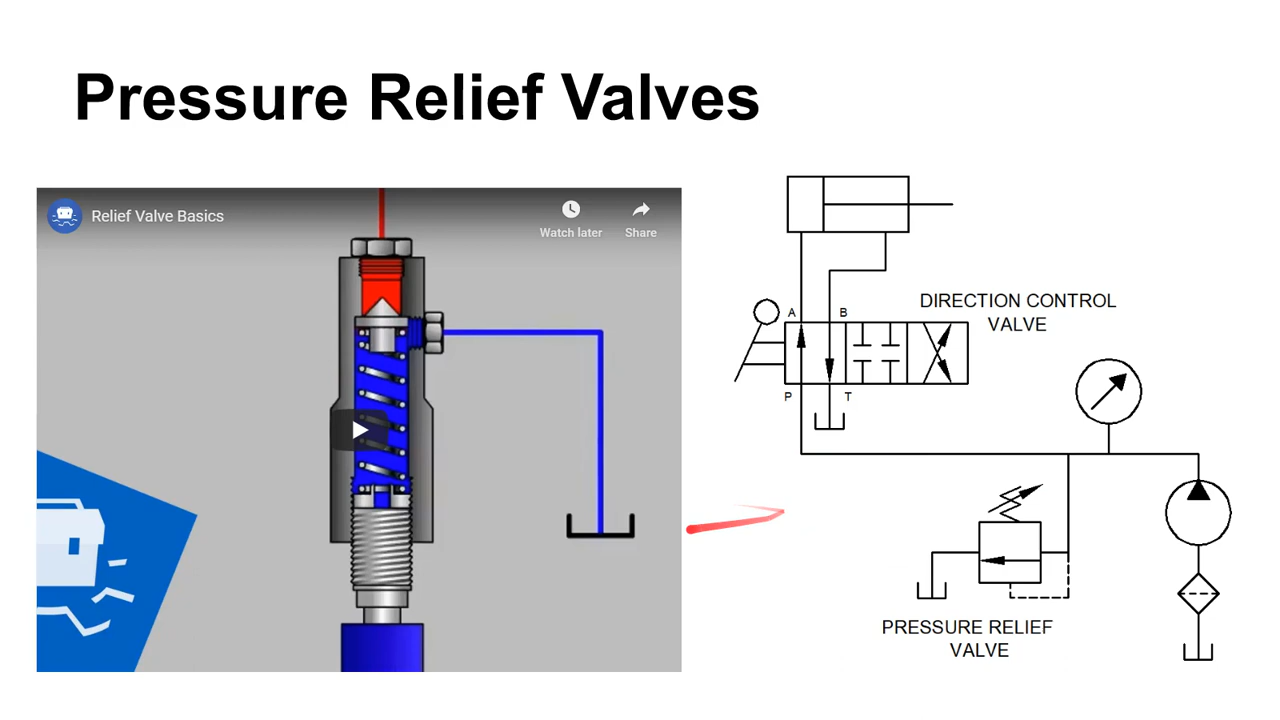 Pressure Relief Valves
Relief Valve Basics
Watch later
Share
A
B
DIRECTION CONTROL
VALVE
P
T
PRESSURE RELIEF
VALVE